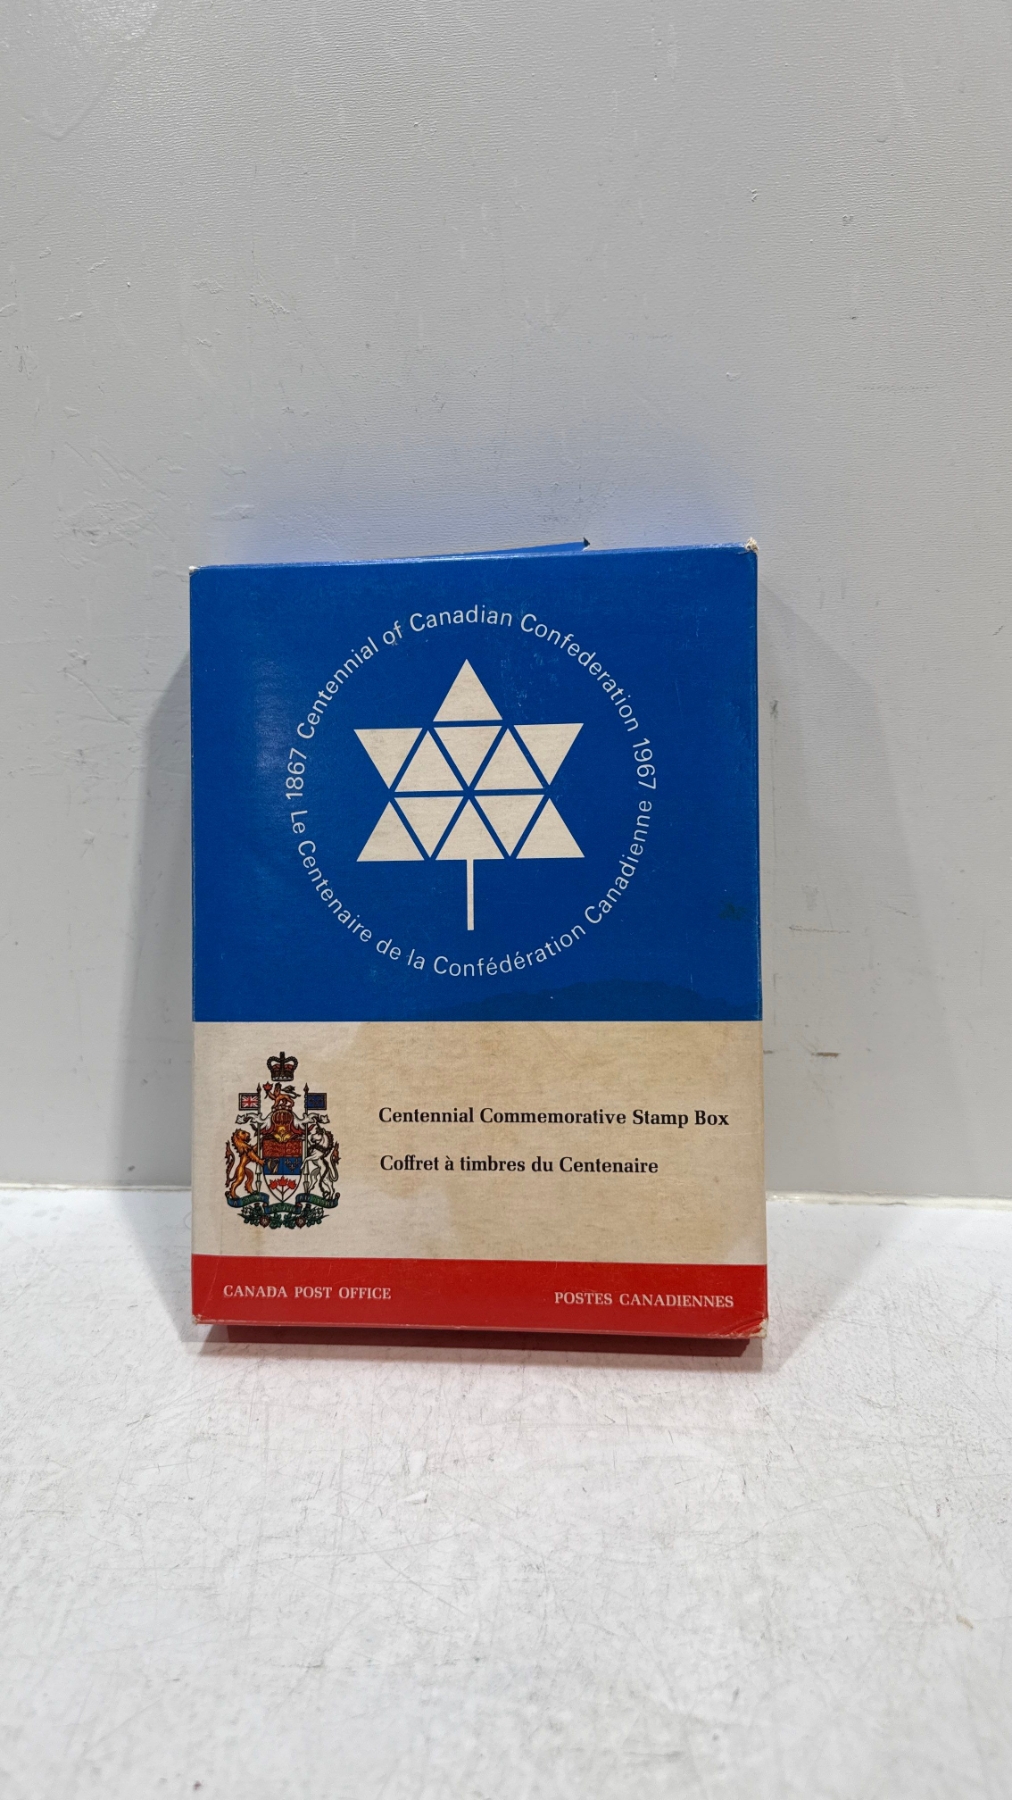 1867 Centennial of Canadian Confederation 1967
Le Centenaire de la Confédération Canadienne
Centennial Commemorative Stamp Box
Coffret à timbres du Centenaire
CANADA POST OFFICE
POSTES CANADIENNES